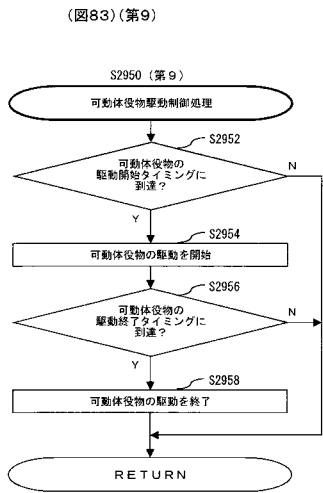 (図83)(第9)
S2950(第9)
可動体役物駆動制御処理
S2952
可動体役物の
駆動開始タイミングに
到達?
N
Y
S2954
可動体役物の駆動を開始
S2956
可動体役物の
駆動終了タイミングに
到達?
N
Y
S2958
可動体役物の駆動を終了
RETURN